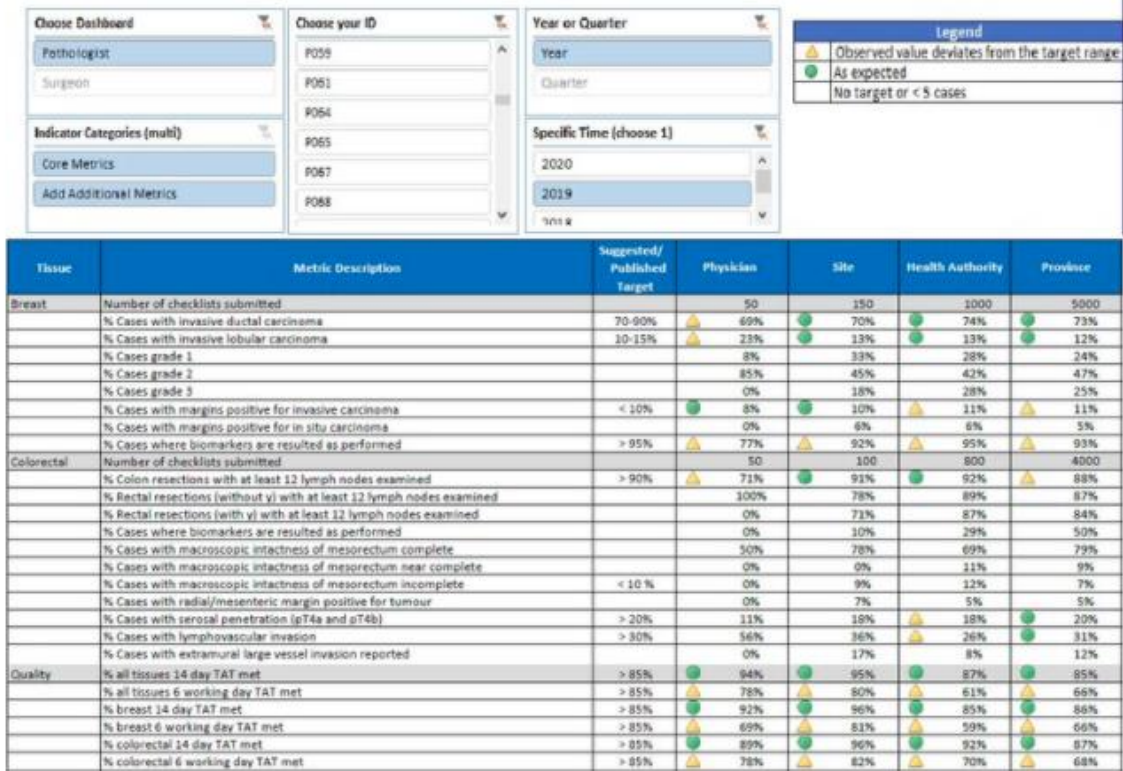 Choose Dashboard
Pathologist
Surgeon
Indicator Categories (multi)
Core Metrics
Add Additional Metrics
Choose your ID
P059
P061
P064
P065
P067
P068
Year or Quarter
Year
Quarter
Specific Time (choose 1)
2020
2019
2018
Legend
Observed value deviates from the target range
As expected
No target or < 5 cases
Tissue Metric Description Suggested/ Published Target Physician Site Health Authority Province
Breast Number of checklists submitted 50 150 1000 5000
% Cases with invasive ductal carcinoma 70-90% 69% 70% 74% 73%
% Cases with invasive lobular carcinoma 10-15% 23% 13% 13% 12%
% Cases grade 1 8% 33% 28% 24%
% Cases grade 2 85% 45% 42% 47%
% Cases grade 3 0% 18% 28% 25%
% Cases with margins positive for invasive carcinoma < 10% 8% 10% 11% 11%
% Cases with margins positive for in situ carcinoma 0% 6% 6% 5%
% Cases where biomarkers are resulted as performed > 95% 77% 92% 95% 93%
Colorectal Number of checklists submitted 50 100 800 4000
% Colon resections with at least 12 lymph nodes examined > 90% 71% 91% 92% 88%
% Rectal resections (without y) with at least 12 lymph nodes examined 100% 78% 89% 87%
% Rectal resections (with y) with at least 12 lymph nodes examined 0% 71% 87% 84%
% Cases where biomarkers are resulted as performed 0% 10% 29% 50%
% Cases with macroscopic intactness of mesorectum complete 50% 78% 69% 79%
% Cases with macroscopic intactness of mesorectum near complete 0% 0% 11% 9%
% Cases with macroscopic intactness of mesorectum incomplete < 10 % 0% 9% 12% 7%
% Cases with radial/mesenteric margin positive for tumour 0% 7% 5% 5%
% Cases with serosal penetration (pT4a and pT4b) > 20% 11% 18% 18% 20%
% Cases with lymphovascular invasion > 30% 56% 36% 26% 31%
% Cases with extramural large vessel invasion reported 0% 17% 8% 12%
Quality % all tissues 14 day TAT met > 85% 94% 95% 87% 85%
% all tissues 6 working day TAT met > 85% 78% 80% 61% 66%
% breast 14 day TAT met > 85% 92% 96% 85% 86%
% breast 6 working day TAT met > 85% 69% 81% 59% 66%
% colorectal 14 day TAT met > 85% 89% 96% 92% 87%
% colorectal 6 working day TAT met > 85% 78% 82% 70% 68%